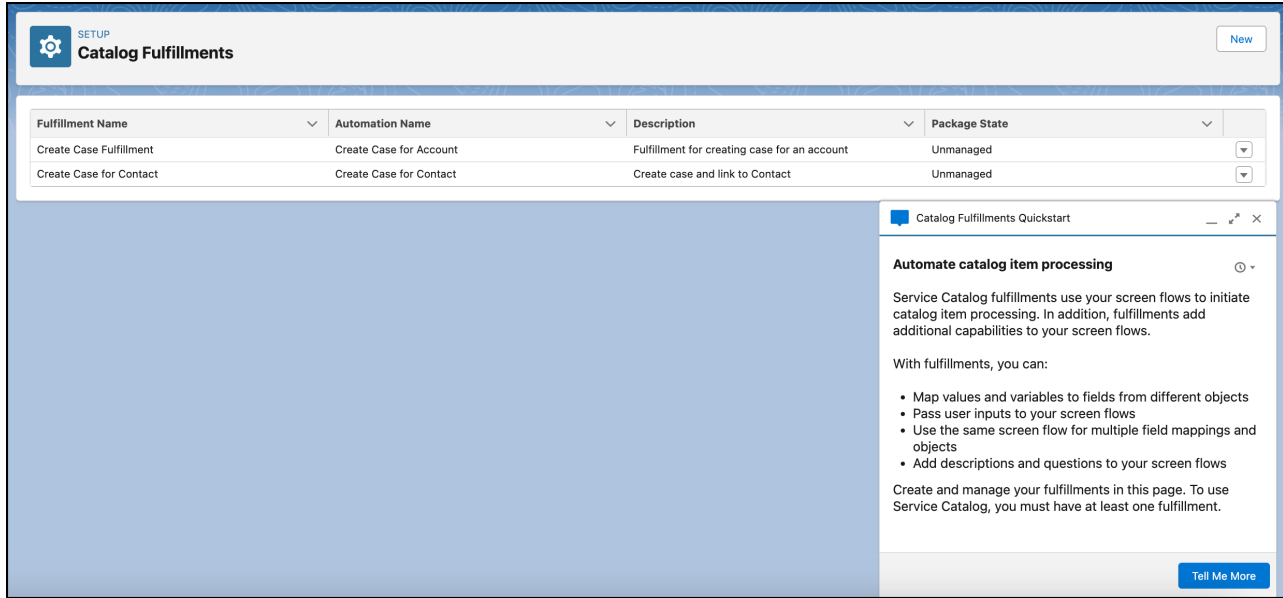 SETUP
Catalog Fulfillments
New
Fulfillment Name Automation Name Description Package State
Create Case Fulfillment Create Case for Account Fulfillment for creating case for an account Unmanaged
Create Case for Contact Create Case for Contact Create case and link to Contact Unmanaged
Catalog Fulfillments Quickstart
Automate catalog item processing
Service Catalog fulfillments use your screen flows to initiate
catalog item processing. In addition, fulfillments add
additional capabilities to your screen flows.
With fulfillments, you can:
• Map values and variables to fields from different objects
• Pass user inputs to your screen flows
• Use the same screen flow for multiple field mappings and
objects
• Add descriptions and questions to your screen flows
Create and manage your fulfillments in this page. To use
Service Catalog, you must have at least one fulfillment.
Tell Me More